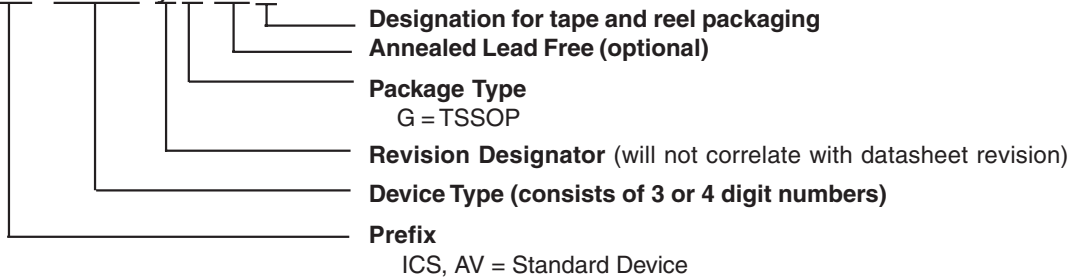 Designation for tape and reel packaging
Annealed Lead Free (optional)
Package Type
G = TSSOP
Revision Designator (will not correlate with datasheet revision)
Device Type (consists of 3 or 4 digit numbers)
Prefix
ICS, AV = Standard Device